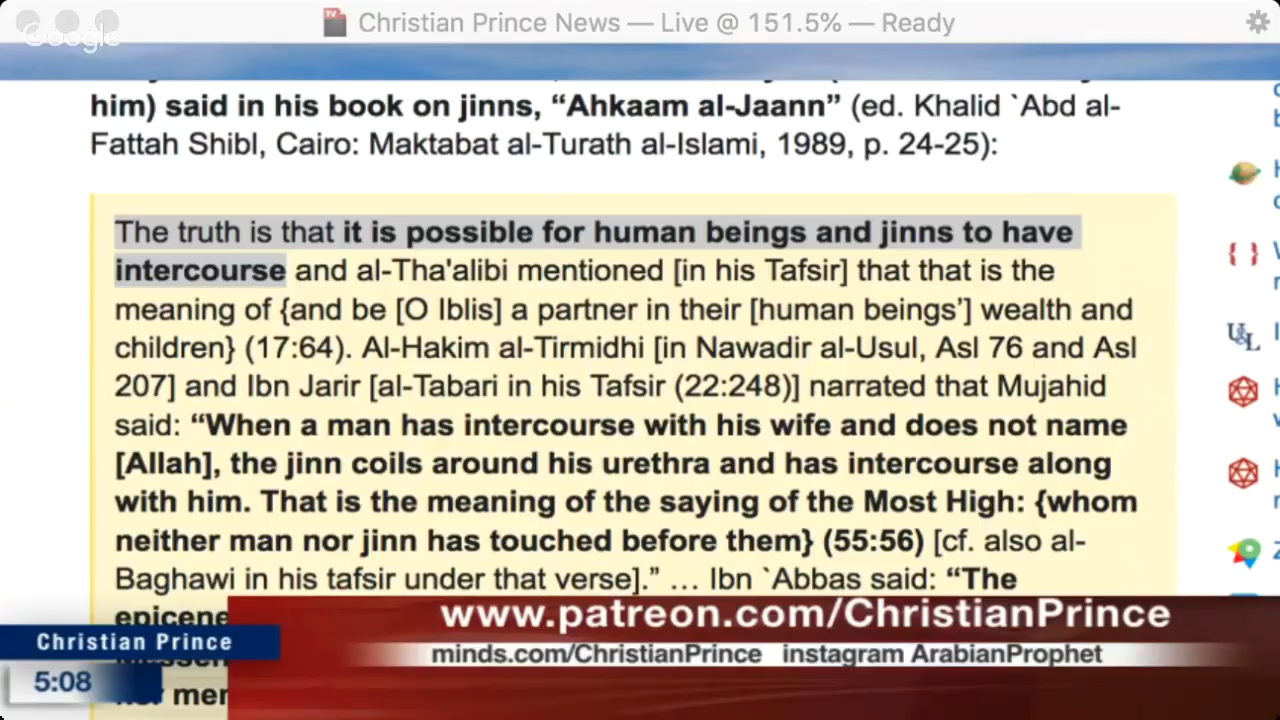 Christian Prince News — Live @ 151.5% — Ready
Google
him) said in his book on jinns, “Ahkaam al-Jaann” (ed. Khalid `Abd al-
Fattah Shibl, Cairo: Maktabat al-Turath al-Islami, 1989, p. 24-25):
The truth is that it is possible for human beings and jinns to have
intercourse and al-Tha'alibi mentioned [in his Tafsir] that that is the
meaning of {and be [O Iblis] a partner in their [human beings’] wealth and
children} (17:64). Al-Hakim al-Tirmidhi [in Nawadir al-Usul, Asl 76 and Asl
207] and Ibn Jarir [al-Tabari in his Tafsir (22:248)] narrated that Mujahid
said: “When a man has intercourse with his wife and does not name
[Allah], the jinn coils around his urethra and has intercourse along
with him. That is the meaning of the saying of the Most High: {whom
neither man nor jinn has touched before them} (55:56) [cf. also al-
Baghawi in his tafsir under that verse].” … Ibn `Abbas said: “The
epicene
www.patreon.com/ChristianPrince
Christian Prince
minds.com/ChristianPrince instagram ArabianProphet
5:08